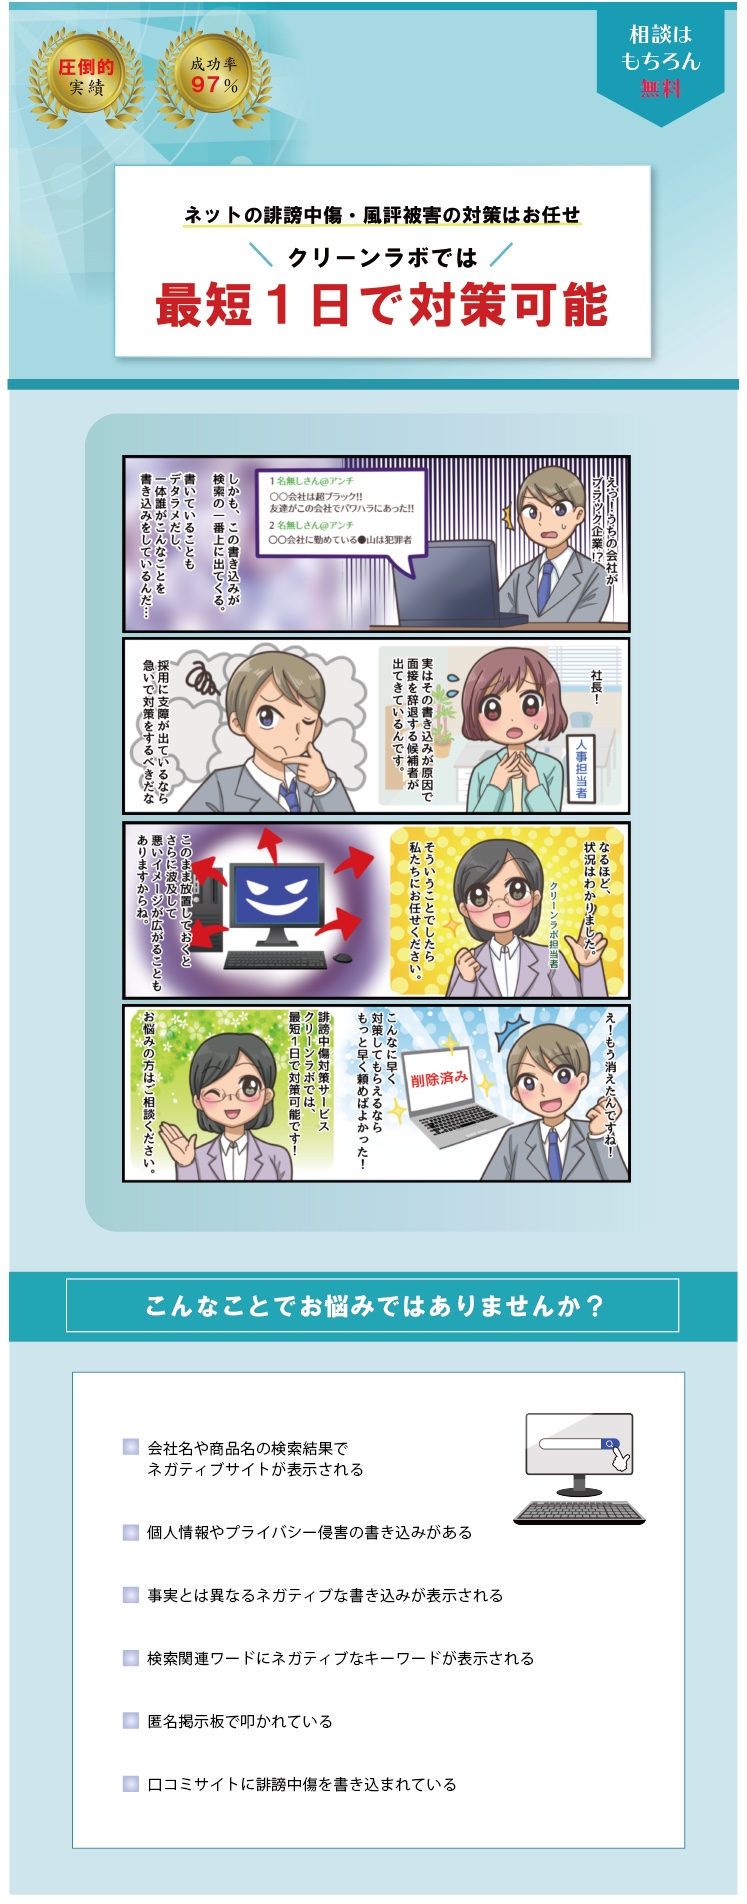 圧倒的
実績
成功率
97%
相談は
もちろん
無料
ネットの誹謗中傷・風評被害の対策はお任せ
クリーンラボでは
最短1日で対策可能
えっ!うちの会社が
ブラック企業!?
1 名無しさん@アンチ
〇〇会社は超ブラック!!
友達がこの会社でパワハラにあった!!
2 名無しさん@アンチ
〇〇会社に勤めている●山は犯罪者
しかも、この書き込みが
検索の一番上に出てくる。
書いていることも
デタラメだし、
一体誰がこんなことを
書き込みをしているんだ…
社長!
人事担当者
実はその書き込みが原因で
面接を辞退する候補者が
出てきているんです。
採用に支障が出ているなら
急いで対策をするべきだな
なるほど、
状況はわかりました。
クリーンラボ担当者
そういうことでしたら
私たちにお任せください。
このまま放置しておくと
さらに波及して
悪いイメージが広がることも
ありますからね。
え!もう消えたんですね!
削除済み
こんなに早く
対策してもらえるなら
もっと早く頼めばよかった!
誹謗中傷対策サービス
クリーンラボでは、
最短1日で対策可能です!
お悩みの方はご相談ください。
こんなことでお悩みではありませんか?
会社名や商品名の検索結果で
ネガティブサイトが表示される
個人情報やプライバシー侵害の書き込みがある
事実とは異なるネガティブな書き込みが表示される
検索関連ワードにネガティブなキーワードが表示される
匿名掲示板で叩かれている
口コミサイトに誹謗中傷を書き込まれている